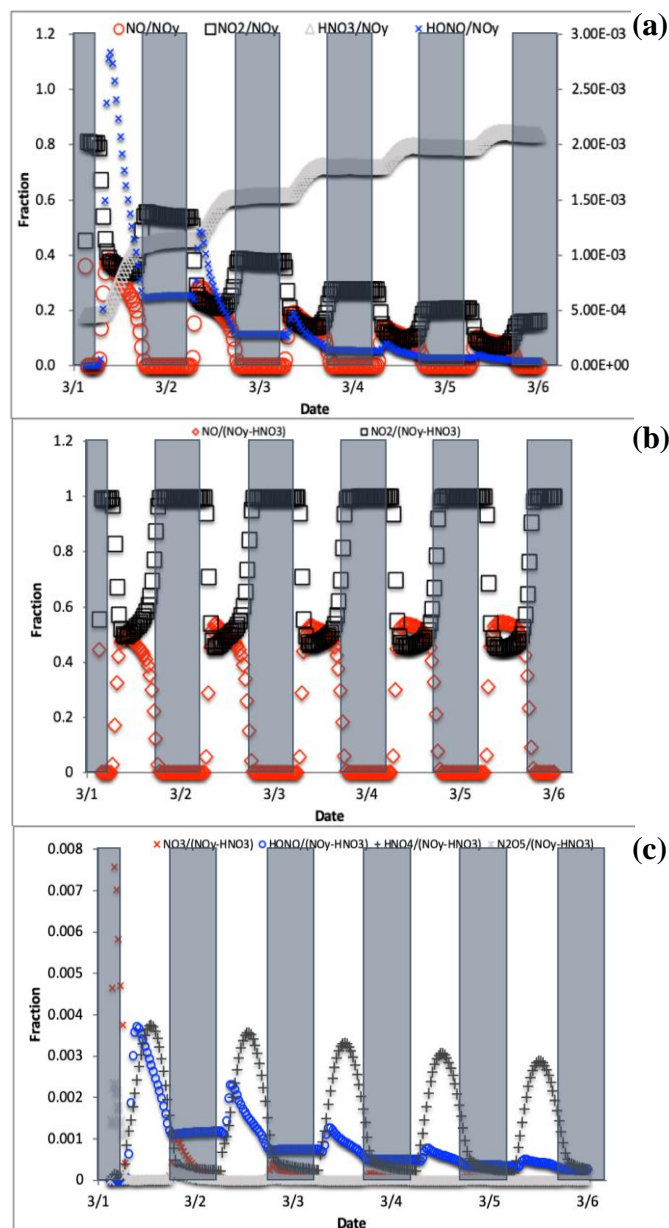 (a)
NO/NOy NO2/NOy HNO3/NOy HONO/NOy
1.2 3.00E-03
1.0 2.50E-03
0.8 2.00E-03
0.6 1.50E-03
0.4 1.00E-03
0.2 5.00E-04
0.0 0.00E+00
Fraction
3/1 3/2 3/3 3/4 3/5 3/6
Date
(b)
NO/(NOy-HNO3) NO2/(NOy-HNO3)
1.2
1
0.8
0.6
0.4
0.2
0
Fraction
3/1 3/2 3/3 3/4 3/5 3/6
Date
(c)
NO3/(NOy-HNO3) HONO/(NOy-HNO3) HNO4/(NOy-HNO3) N2O5/(NOy-HNO3)
0.008
0.007
0.006
0.005
0.004
0.003
0.002
0.001
0
Fraction
3/1 3/2 3/3 3/4 3/5 3/6
Date